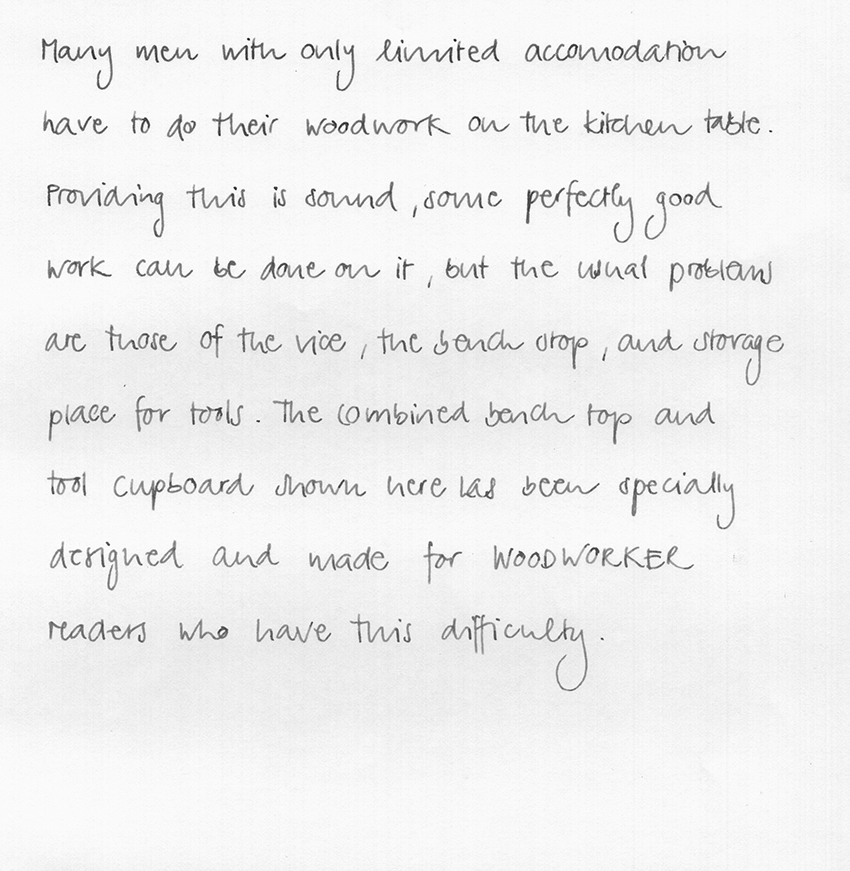 Many men with only limited accomodation
have to do their woodwork on the kitchen table.
Providing this is sound, some perfectly good
work can be done on it, but the usual problems
are those of the vice, the bench stop, and storage
place for tools. The combined bench top and
tool cupboard shown here has been specially
designed and made for WOODWORKER
readers who have this difficulty.